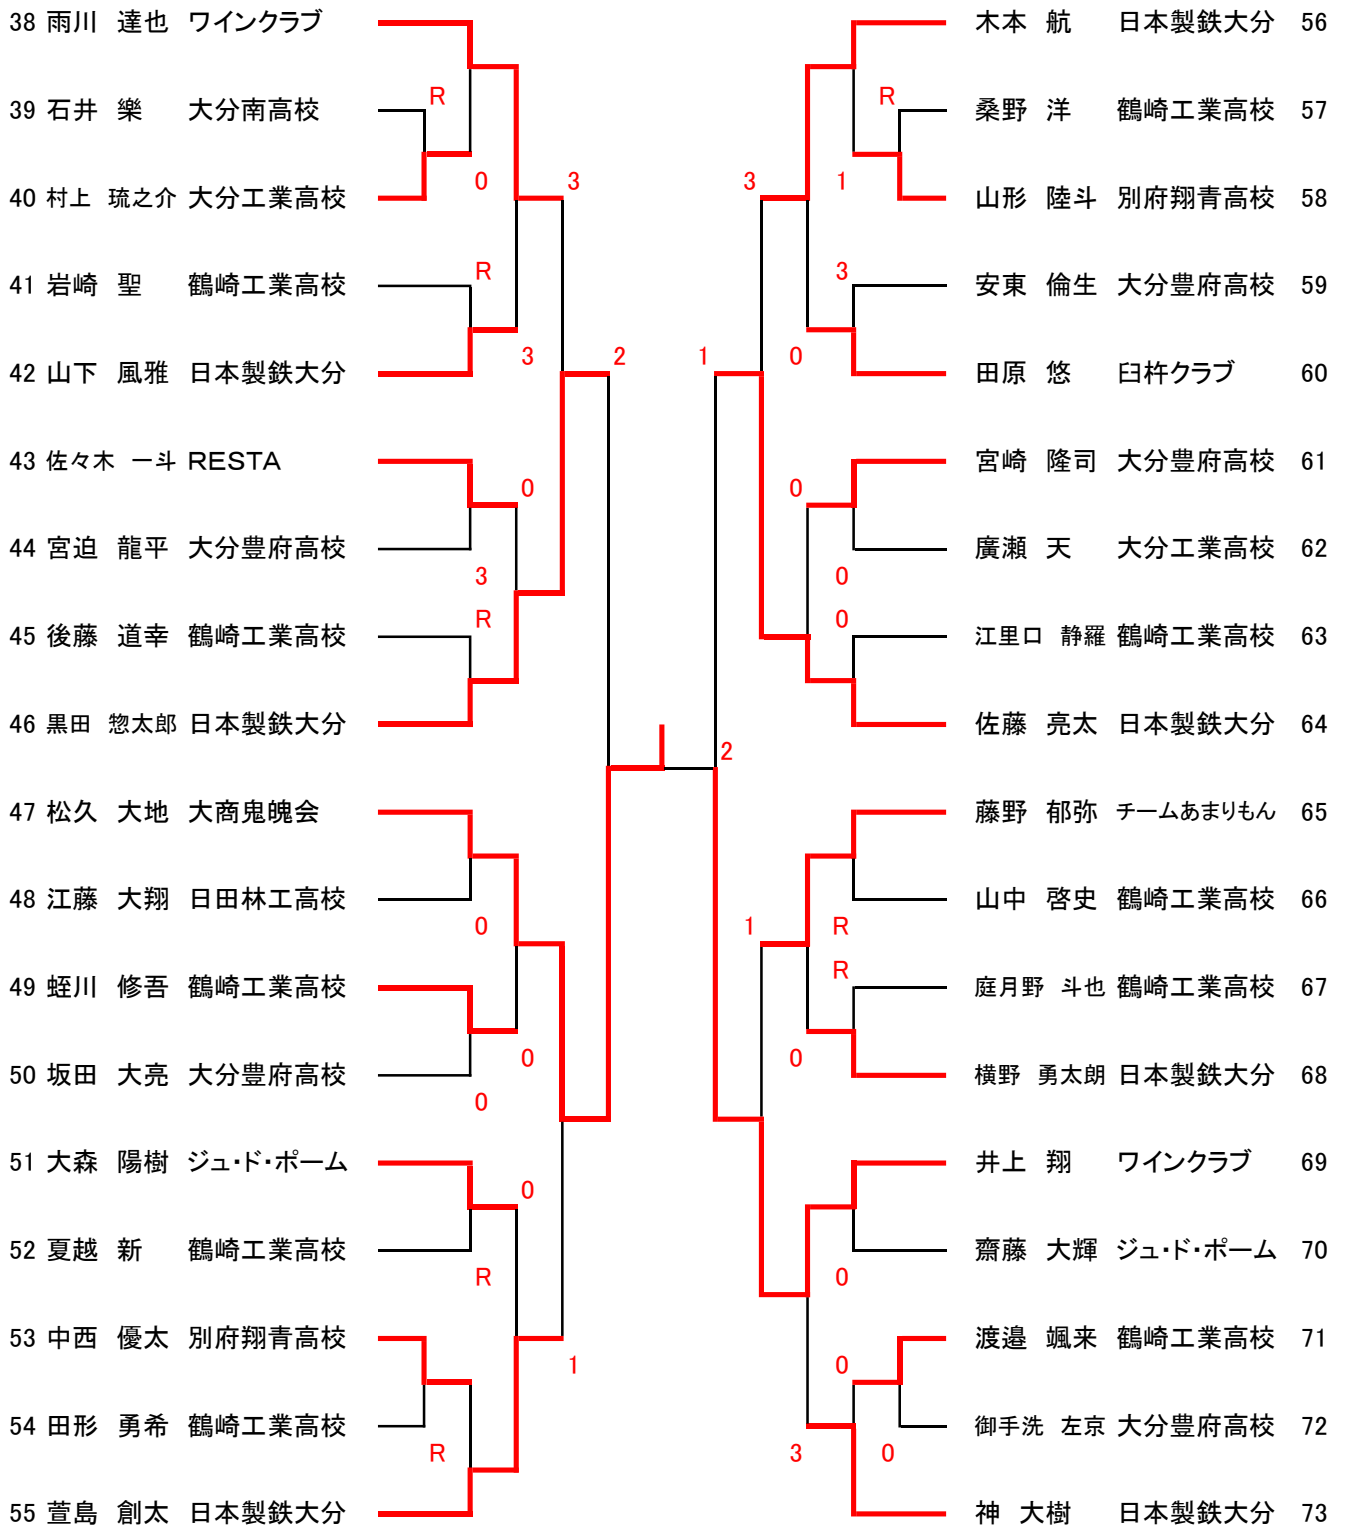 38 雨川 達也 ワインクラブ
木本 航 日本製鉄大分 56
R
R
39 石井 樂 大分南高校
桑野 洋 鶴崎工業高校 57
0 3
3 1
40 村上 琉之介 大分工業高校
山形 陸斗 別府翔青高校 58
R
3
41 岩崎 聖 鶴崎工業高校
安東 倫生 大分豊府高校 59
3 2
1 0
42 山下 風雅 日本製鉄大分
田原 悠 臼杵クラブ 60
43 佐々木 一斗 RESTA
宮崎 隆司 大分豊府高校 61
0
0
44 宮迫 龍平 大分豊府高校
廣瀬 天 大分工業高校 62
3
0
R
0
45 後藤 道幸 鶴崎工業高校
江里口 静羅 鶴崎工業高校 63
46 黒田 惣太郎 日本製鉄大分
佐藤 亮太 日本製鉄大分 64
2
47 松久 大地 大商鬼魄会
藤野 郁弥 チームあまりもん 65
48 江藤 大翔 日田林工高校
山中 啓史 鶴崎工業高校 66
0
1 R
R
49 蛭川 修吾 鶴崎工業高校
庭月野 斗也 鶴崎工業高校 67
0
0
50 坂田 大亮 大分豊府高校
横野 勇太朗 日本製鉄大分 68
0
51 大森 陽樹 ジュ・ド・ポーム
井上 翔 ワインクラブ 69
0
52 夏越 新 鶴崎工業高校
齋藤 大輝 ジュ・ド・ポーム 70
R
0
53 中西 優太 別府翔青高校
渡邉 颯来 鶴崎工業高校 71
1
0
54 田形 勇希 鶴崎工業高校
御手洗 左京 大分豊府高校 72
R
3 0
55 萱島 創太 日本製鉄大分
神 大樹 日本製鉄大分 73